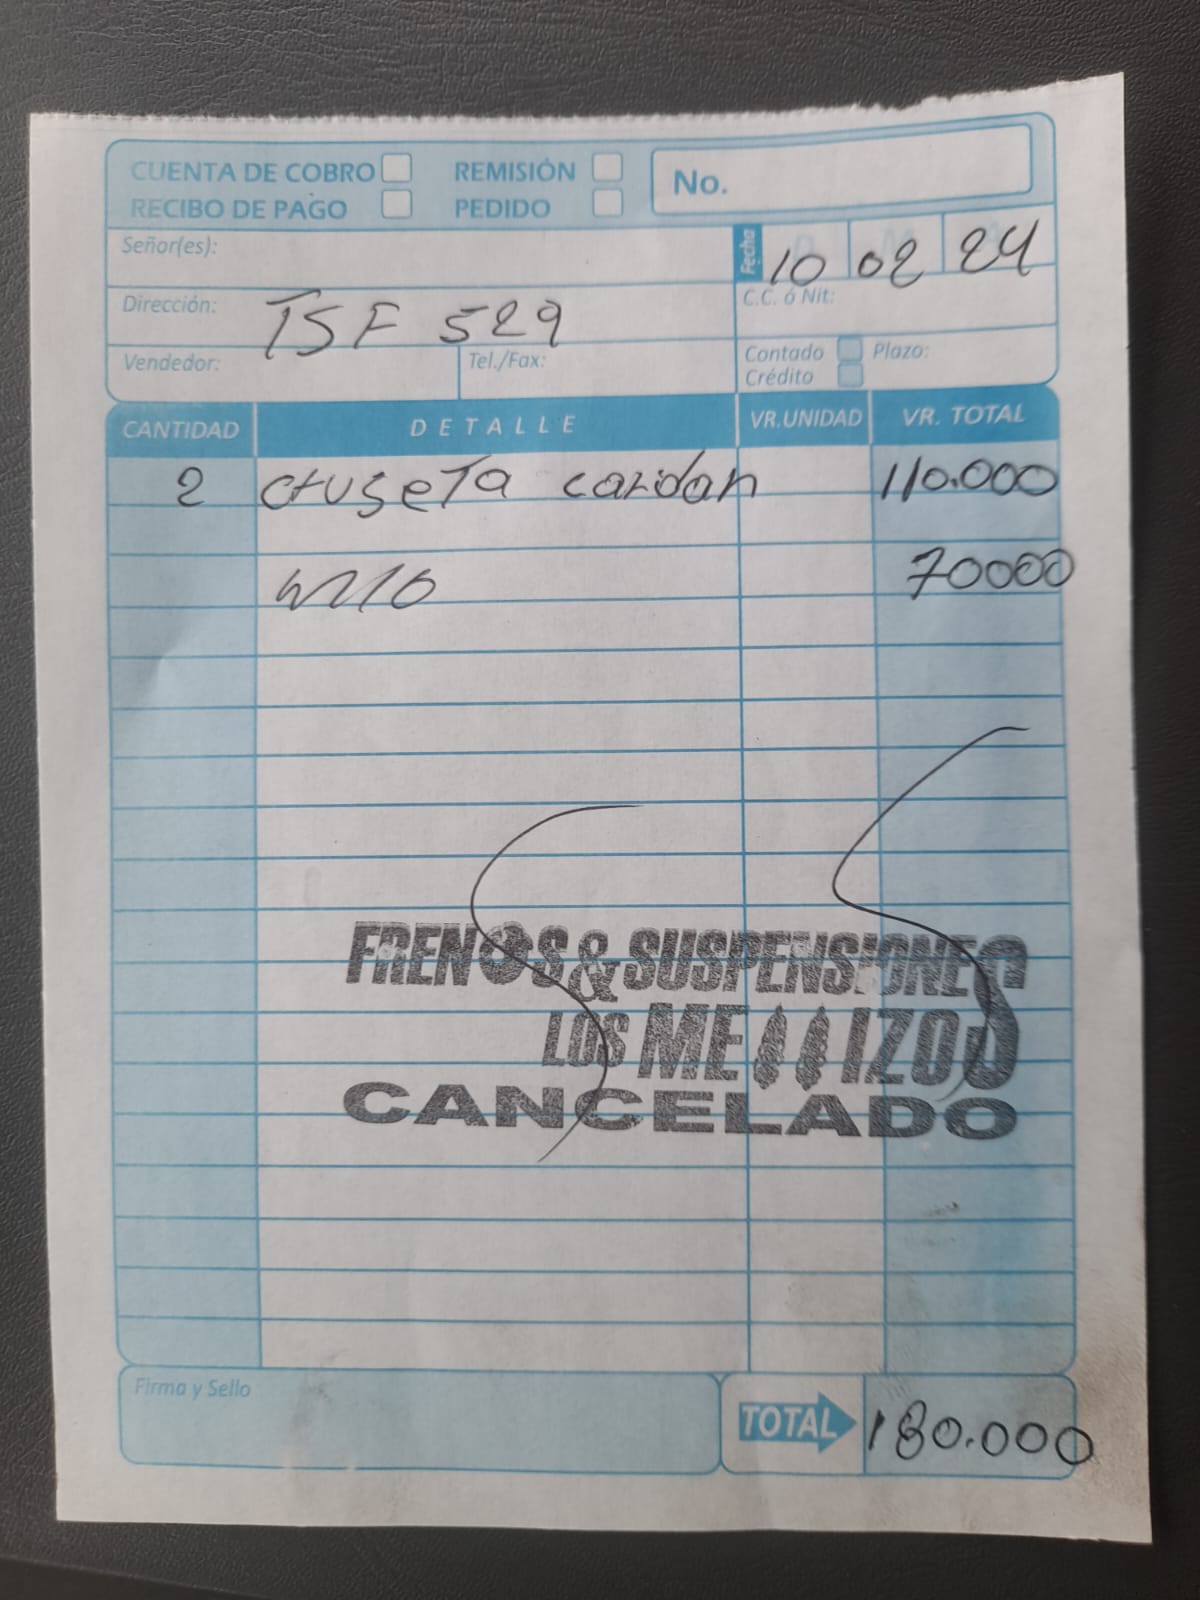 CUENTA DE COBRO REMISIÓN No.
RECIBO DE PAGO PEDIDO
Señor(es): Fecha 10 02 24
Dirección: TSF 529 C.C. ó Nit:
Vendedor: Tel./Fax: Contado Plazo:
Crédito
CANTIDAD DETALLE VR.UNIDAD VR. TOTAL
2 cruseta cardan 110.000
70000
FRENOS & SUSPENSIONES
LOS MELLIZOS
CANCELADO
Firma y Sello TOTAL 180.000